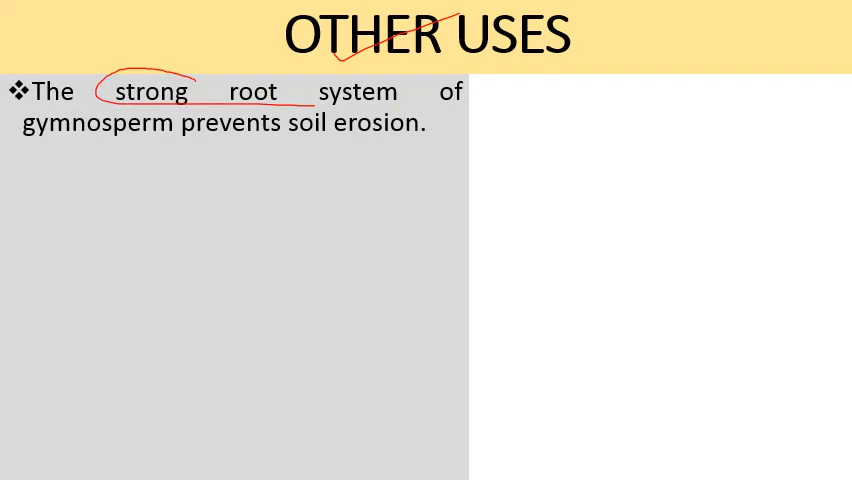 OTHER USES
❖The strong root system of
gymnosperm prevents soil erosion.